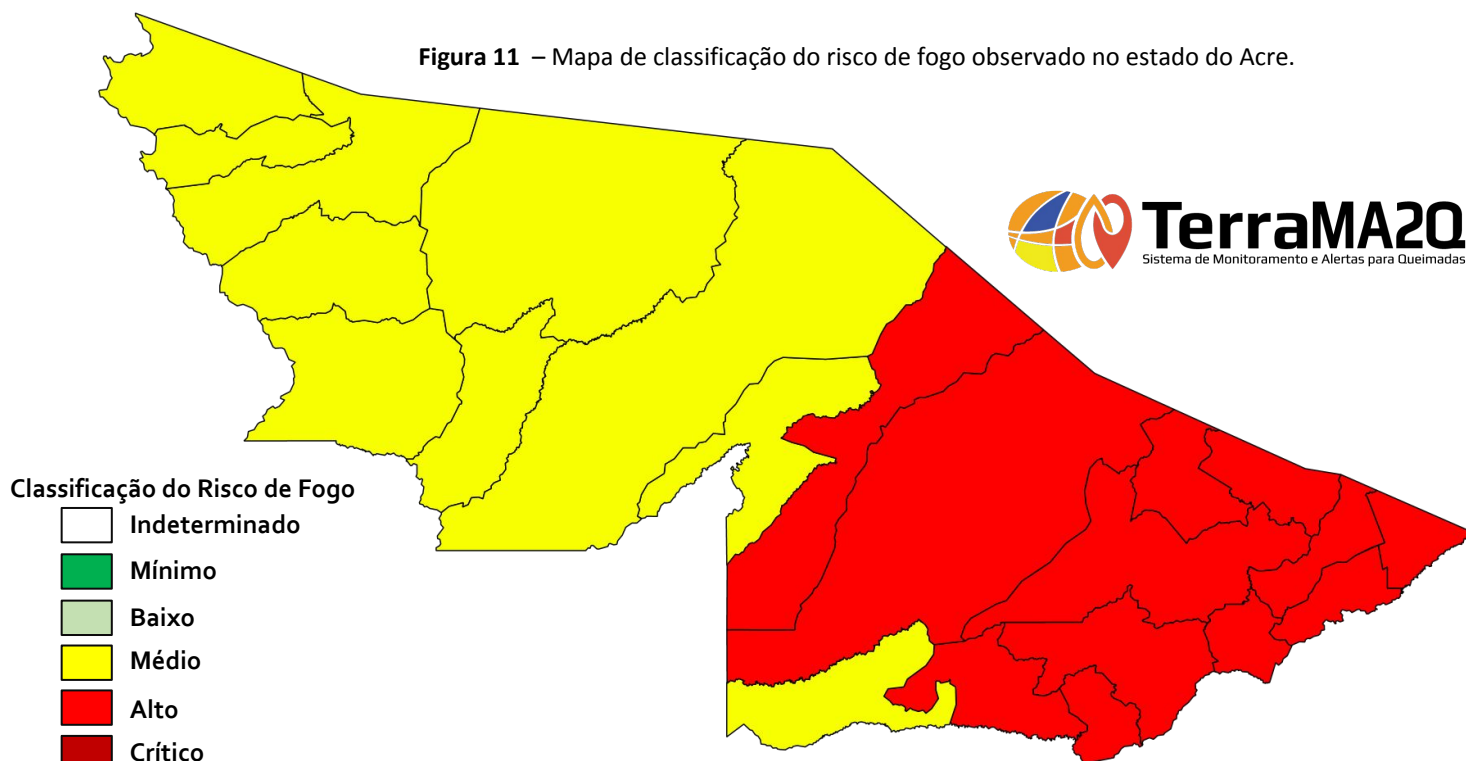 Figura 11 – Mapa de classificação do risco de fogo observado no estado do Acre.
TerraMA2Q
Sistema de Monitoramento e Alertas para Queimadas
Classificação do Risco de Fogo
Indeterminado
Mínimo
Baixo
Médio
Alto
Crítico